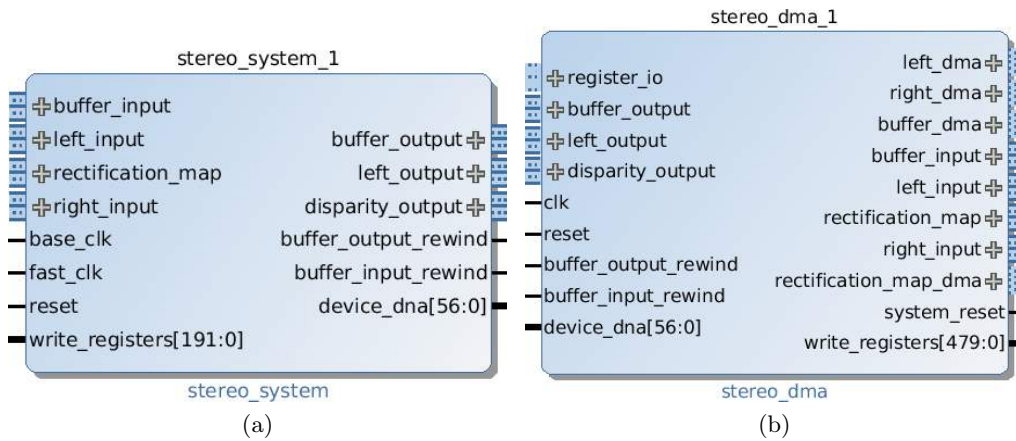 stereo_system_1
buffer_input
left_input
rectification_map
right_input
base_clk
fast_clk
reset
write_registers[191:0]
buffer_output
left_output
disparity_output
buffer_output_rewind
buffer_input_rewind
device_dna[56:0]
stereo_system
(a)
stereo_dma_1
register_io
buffer_output
left_output
disparity_output
clk
reset
buffer_output_rewind
buffer_input_rewind
device_dna[56:0]
left_dma
right_dma
buffer_dma
buffer_input
left_input
rectification_map
right_input
rectification_map_dma
system_reset
write_registers[479:0]
stereo_dma
(b)